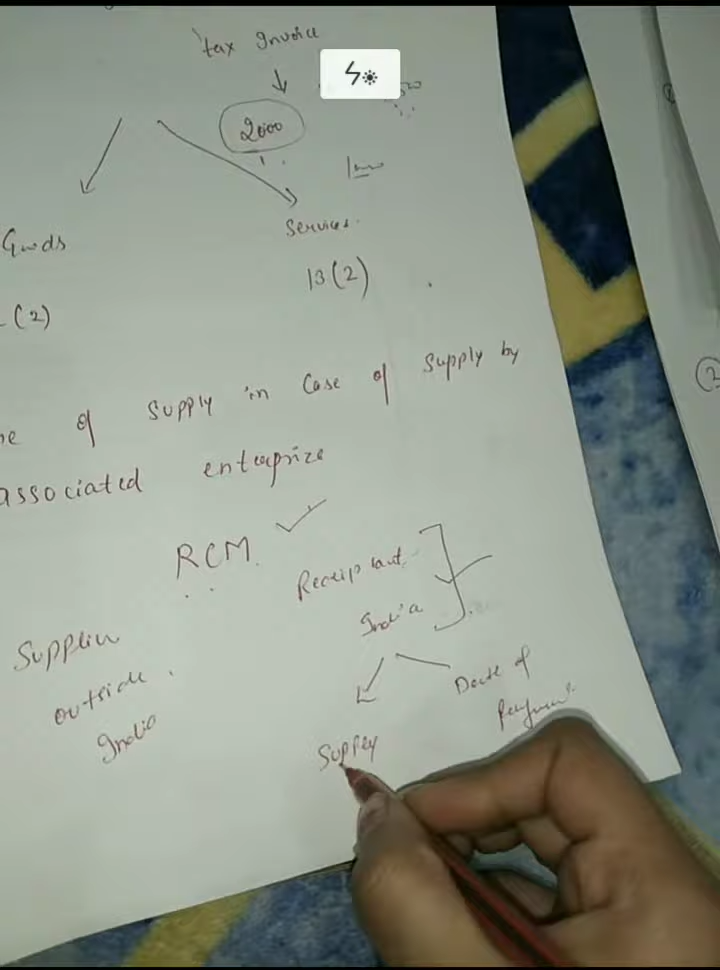 tax Invoice
2000
Goods
Services.
13(2)
(2)
of supply in Case of supply by
associated enterprize
RCM.
India
Supplier
outside
India
Date of
Supply
2